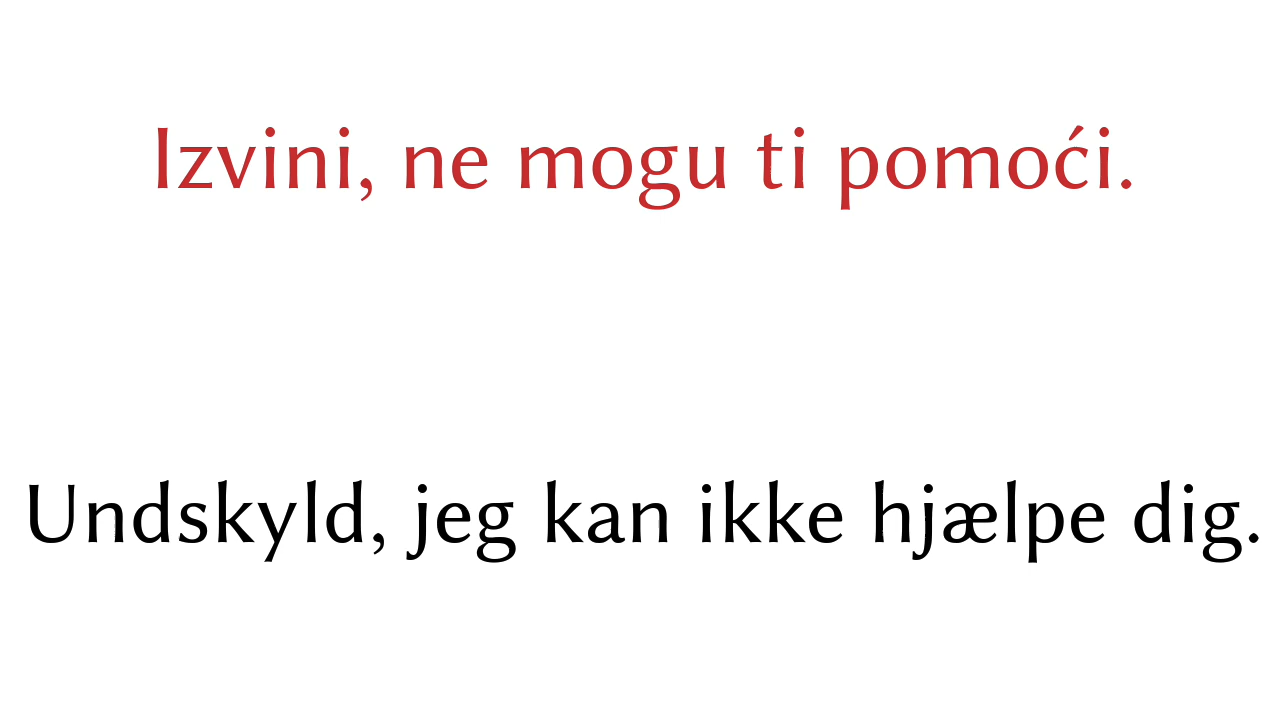 Izvini, ne mogu ti pomoći.
Undskyld, jeg kan ikke hjælpe dig.